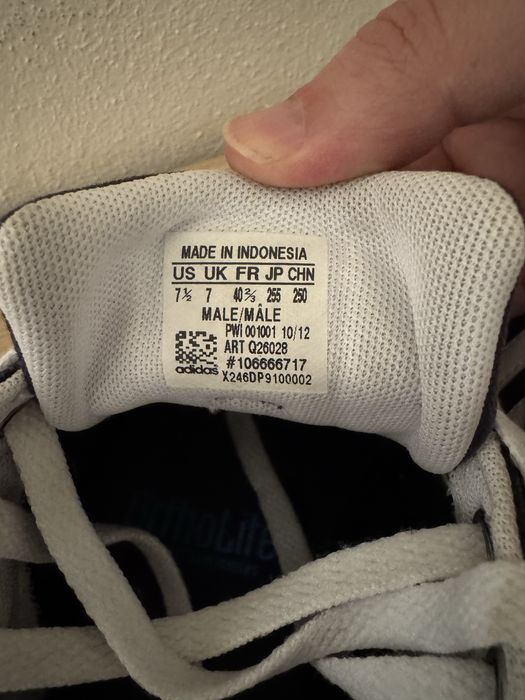 MADE IN INDONESIA
US UK FR JP CHN
7½ 7 40⅔ 255 250
MALE/MÂLE
PWI 001001 10/12
ART Q26028
#106666717
adidas X246DP9100002
OrthoLite